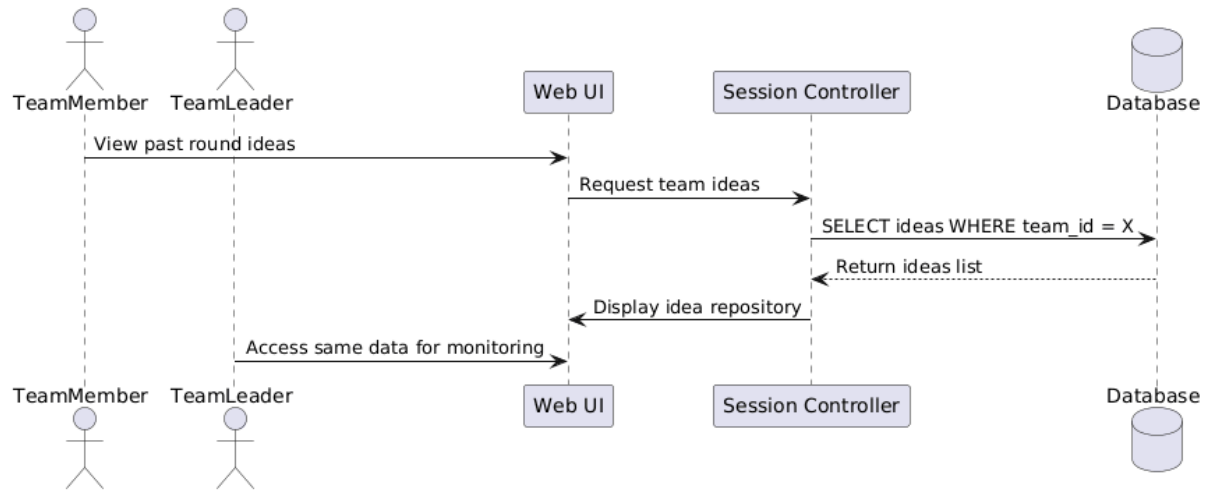 TeamMember TeamLeader Web UI Session Controller Database
View past round ideas
Request team ideas
SELECT ideas WHERE team_id = X
Return ideas list
Display idea repository
Access same data for monitoring
TeamMember TeamLeader Web UI Session Controller Database